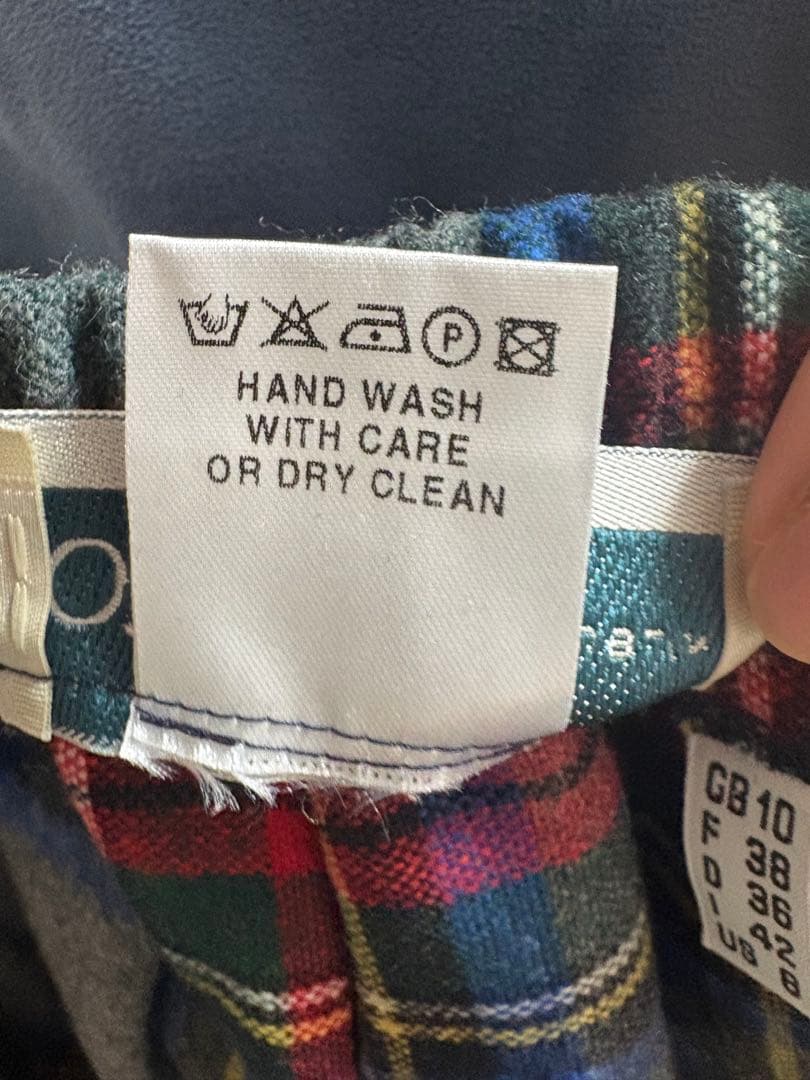 P
HAND WASH
WITH CARE
OR DRY CLEAN
GB 10
F 38
D 36
I 42
US 8